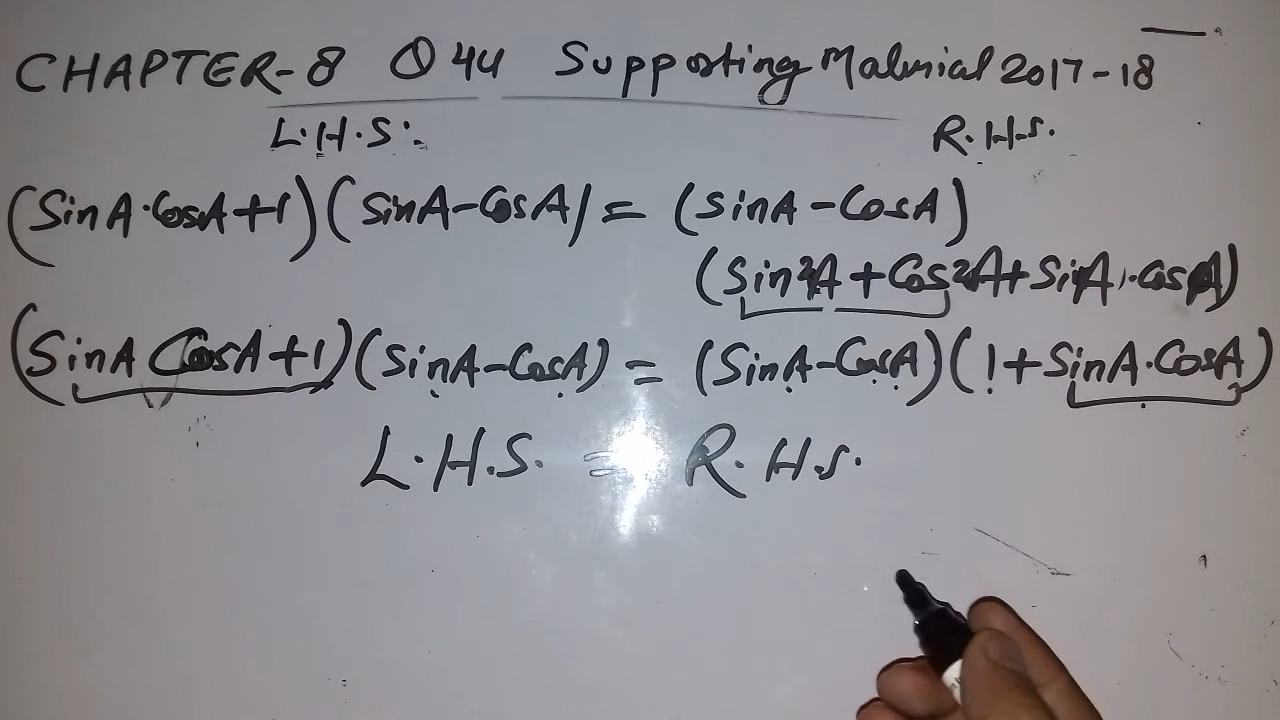 CHAPTER-8 Q 44 Supporting Material 2017-18
L.H.S. R.H.S.
(SinA·CosA+1)(SinA-CosA) = (SinA-CosA)
(Sin²A+Cos²A+SinA·CosA)
(SinA CosA+1)(SinA-CosA) = (SinA-CosA)(1+SinA·CosA)
L.H.S. = R.H.S.